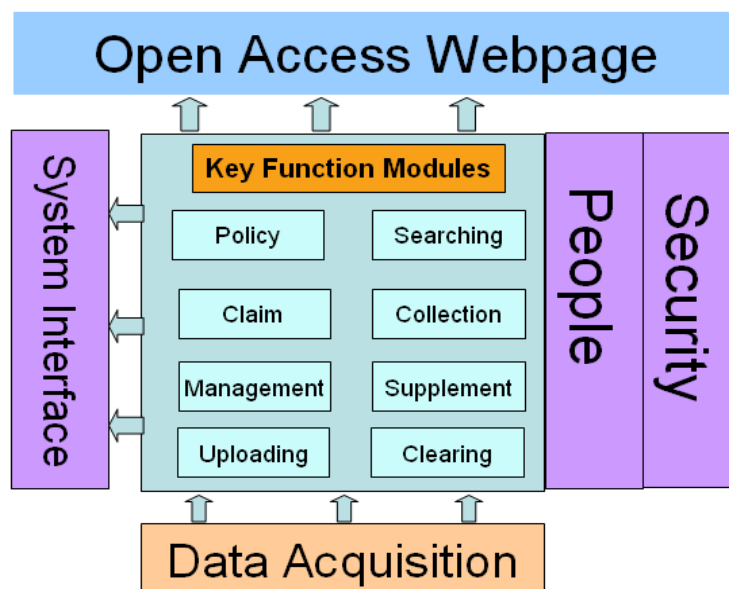 Open Access Webpage
System Interface
Key Function Modules
Policy
Searching
Claim
Collection
Management
Supplement
Uploading
Clearing
People
Security
Data Acquisition